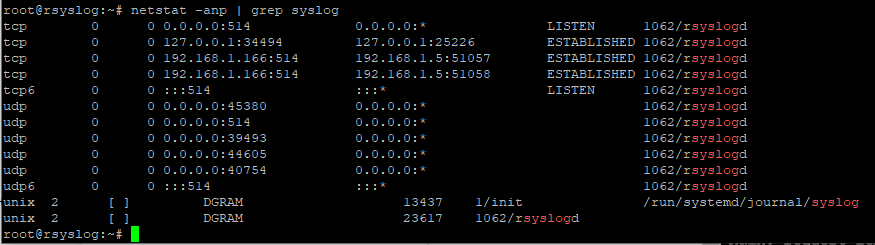 root@rsyslog:~# netstat -anp | grep syslog
tcp        0      0 0.0.0.0:514             0.0.0.0:*               LISTEN      1062/rsyslogd
tcp        0      0 127.0.0.1:34494         127.0.0.1:25226         ESTABLISHED 1062/rsyslogd
tcp        0      0 192.168.1.166:514       192.168.1.5:51057       ESTABLISHED 1062/rsyslogd
tcp        0      0 192.168.1.166:514       192.168.1.5:51058       ESTABLISHED 1062/rsyslogd
tcp6       0      0 :::514                  :::*                    LISTEN      1062/rsyslogd
udp        0      0 0.0.0.0:45380           0.0.0.0:*                           1062/rsyslogd
udp        0      0 0.0.0.0:514             0.0.0.0:*                           1062/rsyslogd
udp        0      0 0.0.0.0:39493           0.0.0.0:*                           1062/rsyslogd
udp        0      0 0.0.0.0:44605           0.0.0.0:*                           1062/rsyslogd
udp        0      0 0.0.0.0:40754           0.0.0.0:*                           1062/rsyslogd
udp6       0      0 :::514                  :::*                                1062/rsyslogd
unix  2      [ ]         DGRAM                    13437    1/init               /run/systemd/journal/syslog
unix  2      [ ]         DGRAM                    23617    1062/rsyslogd
root@rsyslog:~#